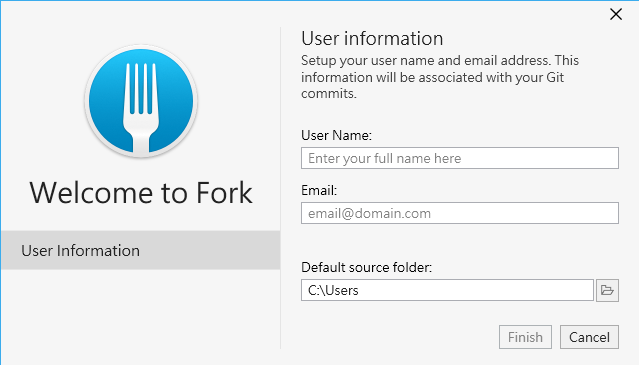 Welcome to Fork
User Information
User information
Setup your user name and email address. This
information will be associated with your Git
commits.
User Name:
Enter your full name here
Email:
email@domain.com
Default source folder:
C:\Users
Finish
Cancel